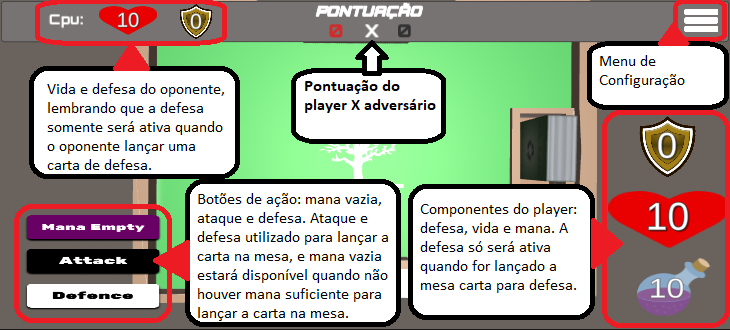 Cpu: 10 0
PONTUAÇÃO
0 X 0
Vida e defesa do oponente,
lembrando que a defesa
somente será ativa quando
o oponente lançar uma
carta de defesa.
Pontuação do
player X adversário
Menu de
Configuração
0
10
10
Mana Empty
Attack
Defence
Botões de ação: mana vazia,
ataque e defesa. Ataque e
defesa utilizado para lançar a
carta na mesa, e mana vazia
estará disponível quando não
houver mana suficiente para
lançar a carta na mesa.
Componentes do player:
defesa, vida e mana. A
defesa só será ativa
quando for lançado a
mesa carta para defesa.